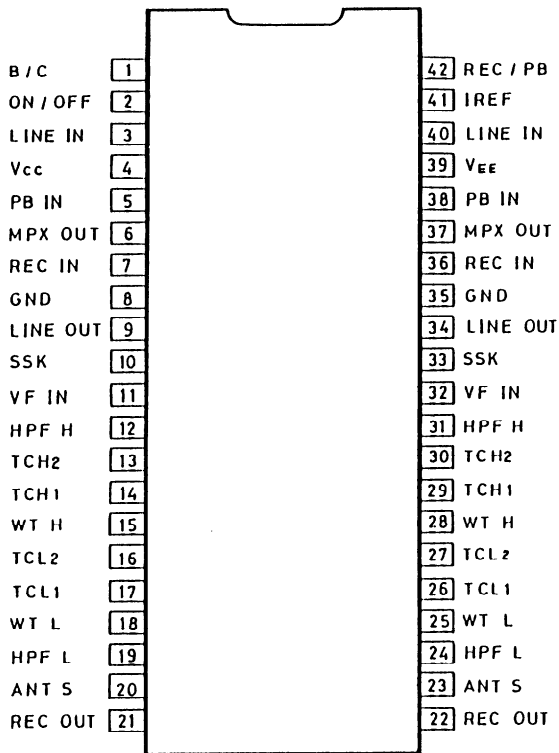 B/C 1 42 REC/PB
ON/OFF 2 41 IREF
LINE IN 3 40 LINE IN
Vcc 4 39 VEE
PB IN 5 38 PB IN
MPX OUT 6 37 MPX OUT
REC IN 7 36 REC IN
GND 8 35 GND
LINE OUT 9 34 LINE OUT
SSK 10 33 SSK
VF IN 11 32 VF IN
HPF H 12 31 HPF H
TCH2 13 30 TCH2
TCH1 14 29 TCH1
WT H 15 28 WT H
TCL2 16 27 TCL2
TCL1 17 26 TCL1
WT L 18 25 WT L
HPF L 19 24 HPF L
ANT S 20 23 ANT S
REC OUT 21 22 REC OUT